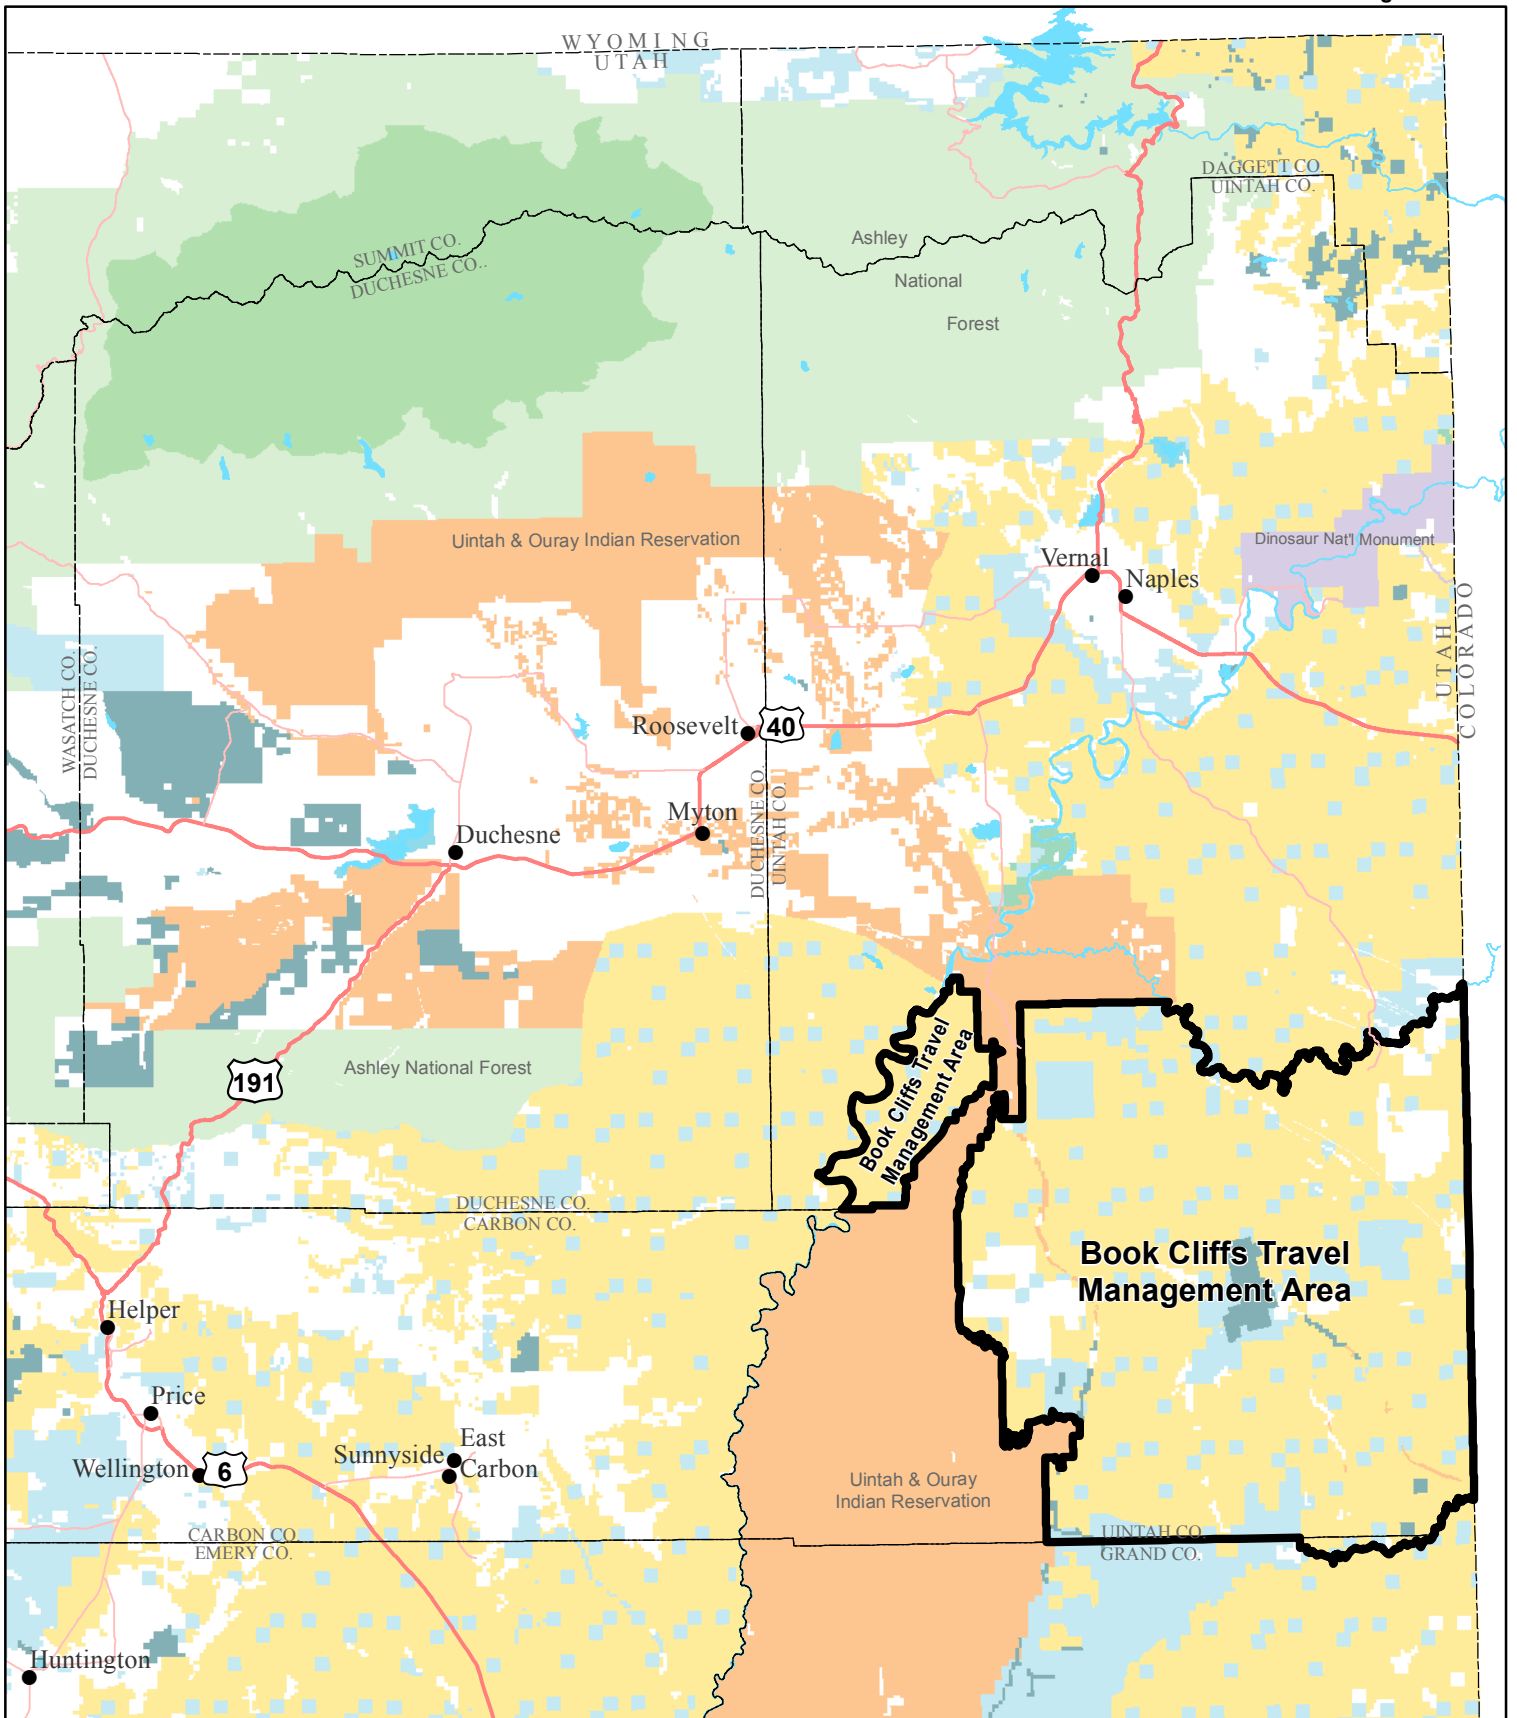 WYOMING
UTAH
DAGGETT CO.
UINTAH CO.
SUMMIT CO.
DUCHESNE CO..
Ashley
National
Forest
Uintah & Ouray Indian Reservation
Dinosaur Nat'l Monument
Vernal
Naples
UTAH
COLORADO
WASATCH CO.
DUCHESNE CO.
Roosevelt
40
DUCHESNE CO.
UINTAH CO.
Myton
Duchesne
Book Cliffs Travel
Management Area
191
Ashley National Forest
DUCHESNE CO.
CARBON CO.
Book Cliffs Travel
Management Area
Helper
Price
Wellington
6
Sunnyside
East
Carbon
Uintah & Ouray
Indian Reservation
CARBON CO.
EMERY CO.
UINTAH CO.
GRAND CO.
Huntington